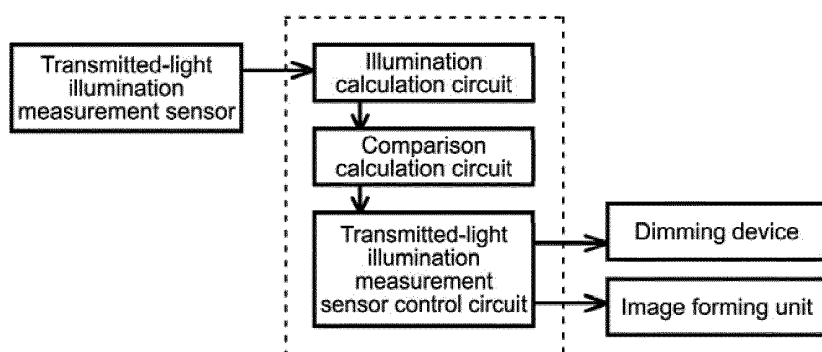 Transmitted-light
illumination
measurement sensor
Illumination
calculation circuit
Comparison
calculation circuit
Transmitted-light
illumination
measurement
sensor control circuit
Dimming device
Image forming unit